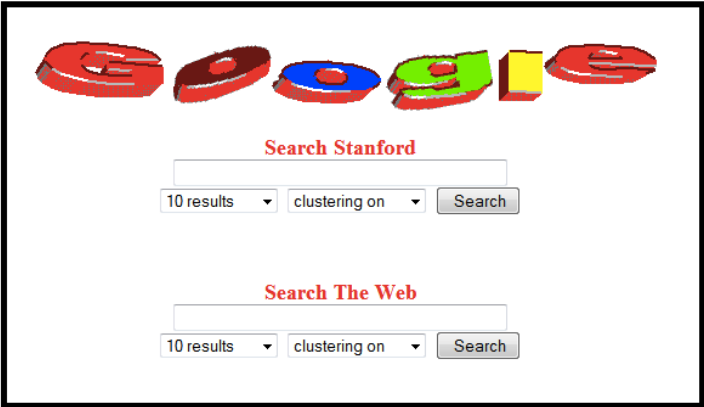 Google
Search Stanford
10 results clustering on Search
Search The Web
10 results clustering on Search